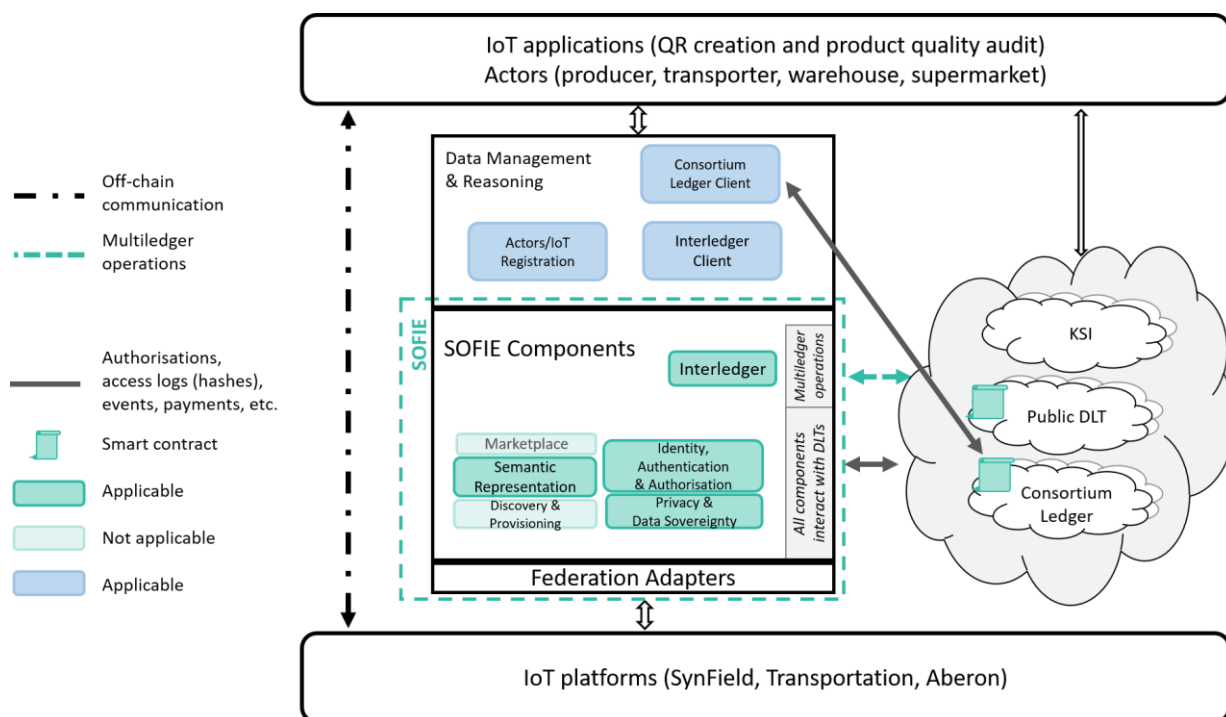 IoT applications (QR creation and product quality audit)
Actors (producer, transporter, warehouse, supermarket)
Off-chain
communication
Multiledger
operations
Authorisations,
access logs (hashes),
events, payments, etc.
Smart contract
Applicable
Not applicable
Applicable
Data Management
& Reasoning
Consortium
Ledger Client
Actors/IoT
Registration
Interledger
Client
SOFIE
SOFIE Components
Interledger
Multiledger
operations
Marketplace
Semantic
Representation
Discovery &
Provisioning
Identity,
Authentication
& Authorisation
Privacy &
Data Sovereignty
All components
interact with DLTs
Federation Adapters
KSI
Public DLT
Consortium
Ledger
IoT platforms (SynField, Transportation, Aberon)